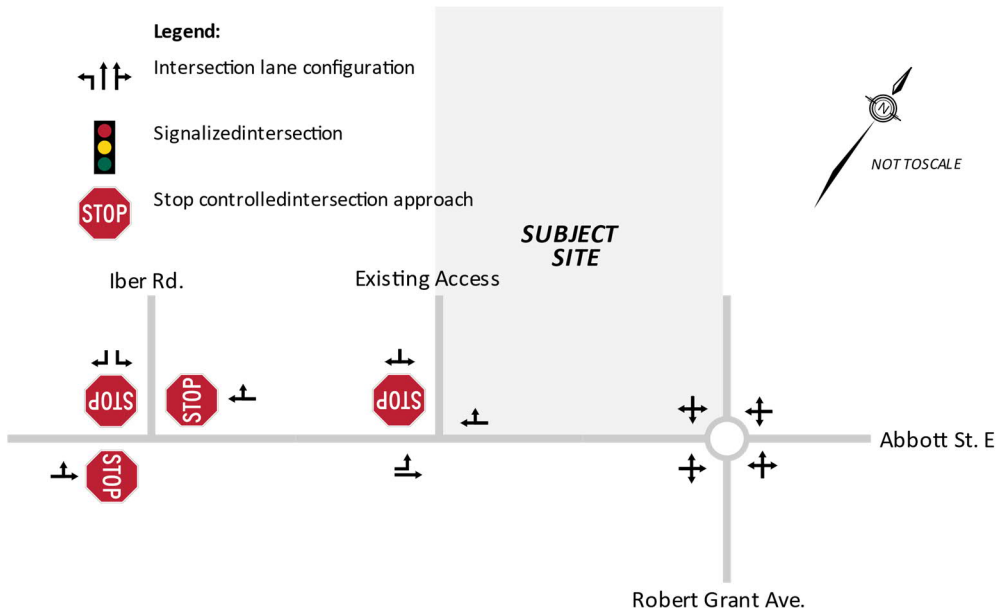 Legend:
Intersection lane configuration
Signalizedintersection
STOP
Stop controlledintersection approach
N
NOT TOSCALE
SUBJECT
SITE
Iber Rd.
Existing Access
STOP
STOP
STOP
STOP
Abbott St. E
Robert Grant Ave.